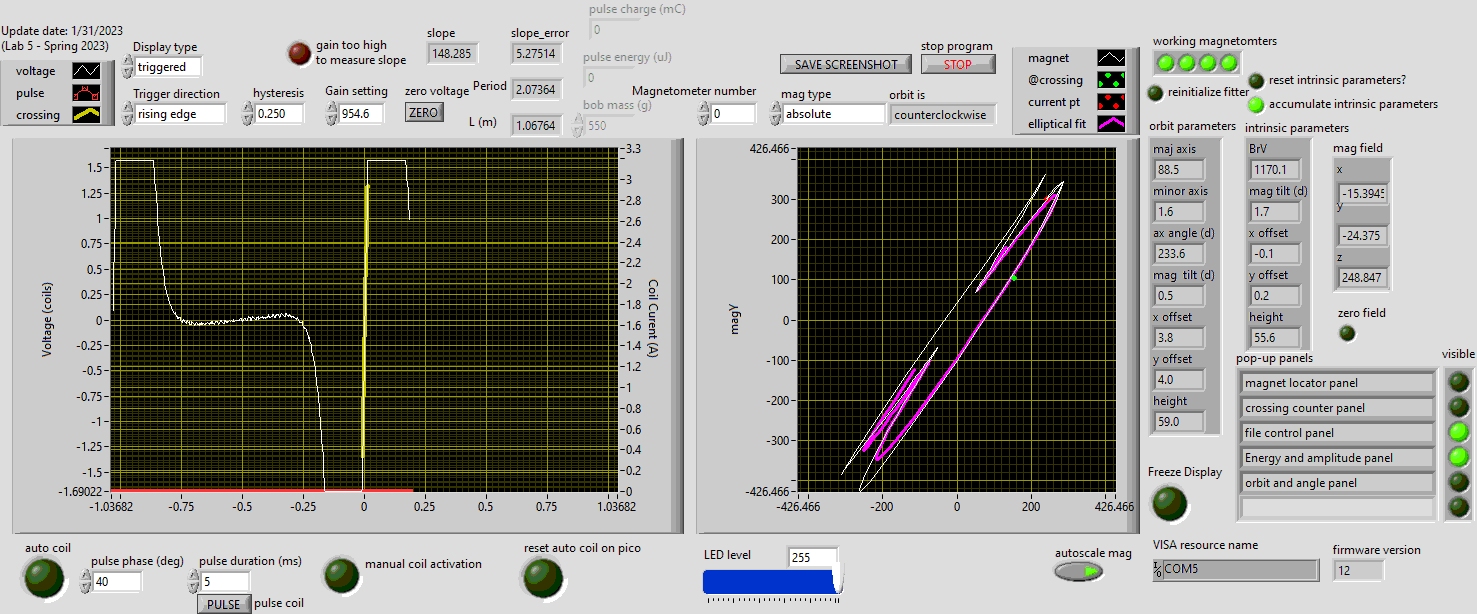 Update date: 1/31/2023
(Lab 5 - Spring 2023)
voltage
pulse
crossing
Display type
triggered
Trigger direction
rising edge
gain too high
to measure slope
hysteresis
0.250
Gain setting
954.6
zero voltage
ZERO
slope
148.285
slope_error
5.27514
Period
2.07364
L (m)
1.06764
pulse charge (mC)
0
pulse energy (uJ)
0
bob mass (g)
550
Magnetometer number
0
SAVE SCREENSHOT
stop program
STOP
mag type
absolute
orbit is
counterclockwise
magnet
@crossing
current pt
elliptical fit
working magnetomters
reinitialize fitter
reset intrinsic parameters?
accumulate intrinsic parameters
Voltage (coils)
1.5
1.25
1
0.75
0.5
0.25
0
-0.25
-0.5
-0.75
-1
-1.25
-1.5
-1.69022
-1.03682
-0.75
-0.5
-0.25
0
0.25
0.5
0.75
1.03682
3.3
3
2.8
2.6
2.4
2.2
2
1.8
1.6
1.4
1.2
1
0.8
0.6
0.4
0.2
0
Coil Current (A)
magy
426.466
300
200
100
0
-100
-200
-300
-426.466
-426.466
-200
0
200
426.466
orbit parameters
maj axis
88.5
minor axis
1.6
ax angle (d)
233.6
mag tilt (d)
0.5
x offset
3.8
y offset
4.0
height
59.0
intrinsic parameters
BrV
1170.1
mag tilt (d)
1.7
x offset
-0.1
y offset
0.2
height
55.6
mag field
x
-15.3945
y
-24.375
z
248.847
zero field
pop-up panels
visible
magnet locator panel
crossing counter panel
file control panel
Energy and amplitude panel
orbit and angle panel
Freeze Display
auto coil
pulse phase (deg)
40
pulse duration (ms)
5
PULSE
pulse coil
manual coil activation
reset auto coil on pico
LED level
255
autoscale mag
VISA resource name
COM5
firmware version
12